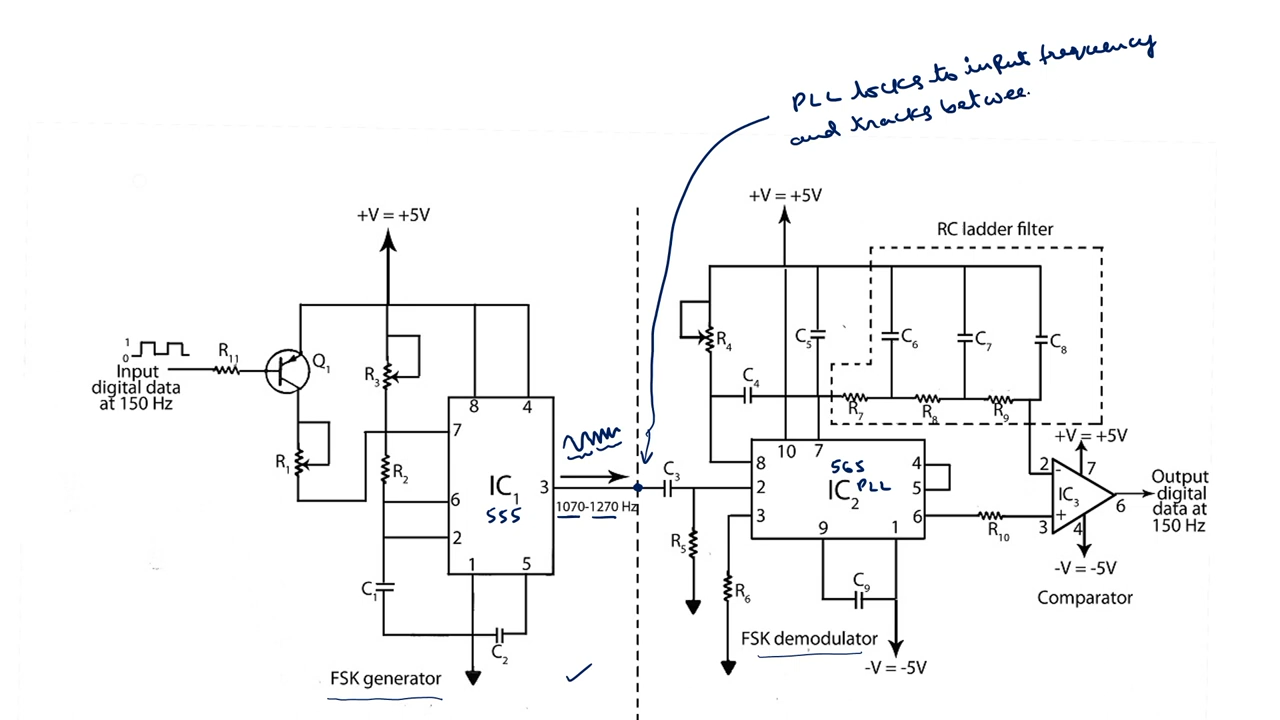 PLL locks to input frequency
and tracks betwee.
+V = +5V
+V = +5V
RC ladder filter
1
0
Input
digital data
at 150 Hz
R11
Q1
R3
R1
R2
8
4
7
6
2
3
1
5
IC1
555
1070-1270 Hz
C1
C2
FSK generator
C3
R5
R6
R4
C4
C5
C6
C7
C8
R7
R8
R9
10
7
8
2
3
4
5
6
9
1
565
IC2 PLL
C9
FSK demodulator
-V = -5V
R10
+V = +5V
2
-
7
IC3
+
3
4
6
-V = -5V
Comparator
Output
digital
data at
150 Hz